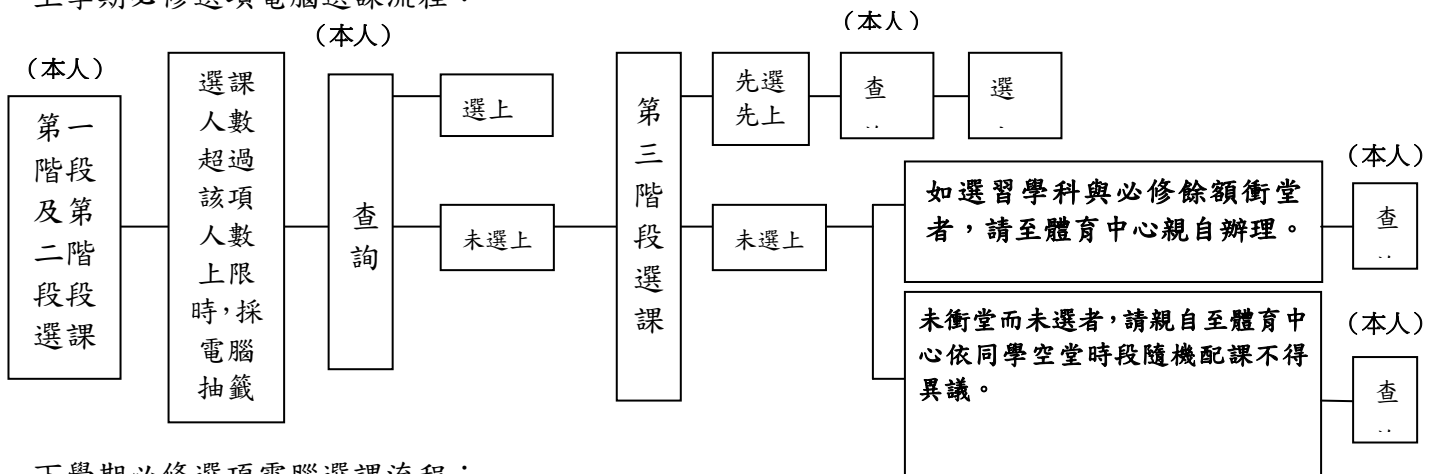 （本人）
第一
階段
及第
二階
段段
選課
選課
人數
超過
該項
人數
上限
時，採
電腦
抽籤
（本人）
查
詢
選上
未選上
第
三
階
段
選
課
先選
先上
（本人）
查
選
未選上
如選習學科與必修餘額衝堂
者，請至體育中心親自辦理。
（本人）
查
未衝堂而未選者，請親自至體育中
心依同學空堂時段隨機配課不得
異議。
（本人）
查